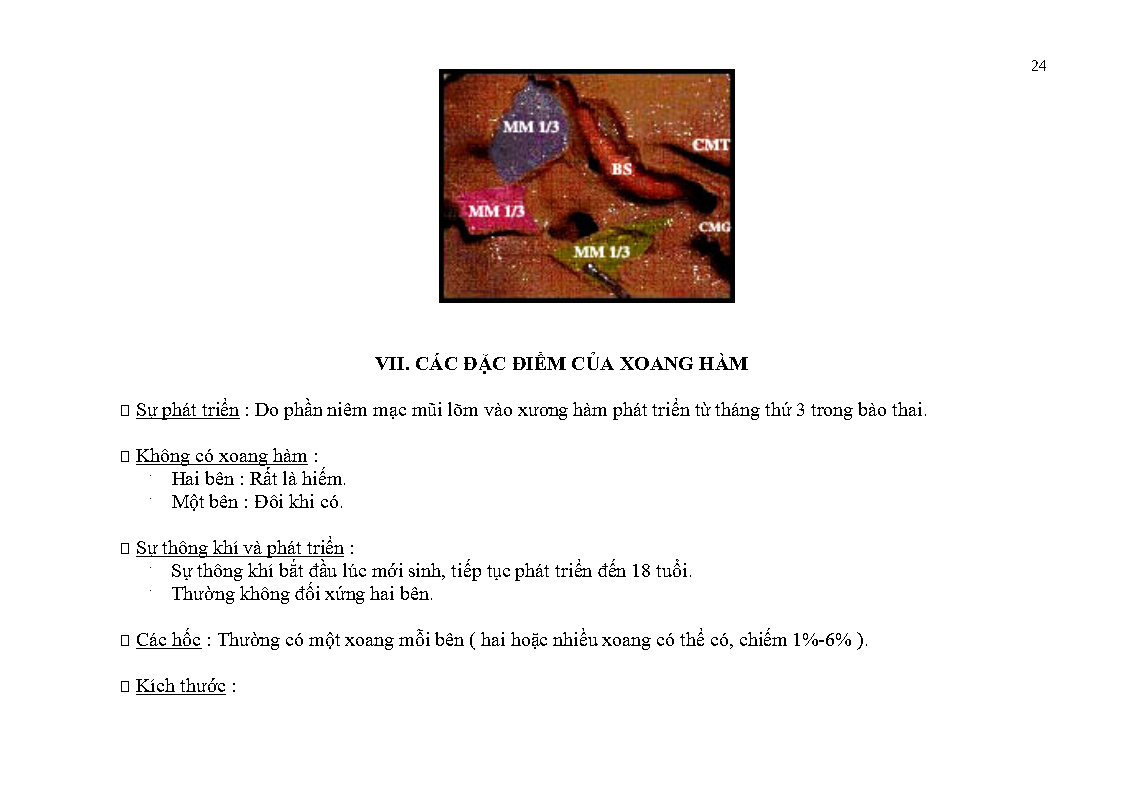 24
MM 1/3
CMT
BS
MM 1/3
CMG
MM 1/3
VII. CÁC ĐẶC ĐIỂM CỦA XOANG HÀM
Sự phát triển : Do phần niêm mạc mũi lõm vào xương hàm phát triển từ tháng thứ 3 trong bào thai.
Không có xoang hàm :
· Hai bên : Rất là hiếm.
· Một bên : Đôi khi có.
Sự thông khí và phát triển :
· Sự thông khí bắt đầu lúc mới sinh, tiếp tục phát triển đến 18 tuổi.
· Thường không đối xứng hai bên.
Các hốc : Thường có một xoang mỗi bên ( hai hoặc nhiều xoang có thể có, chiếm 1%-6% ).
Kích thước :